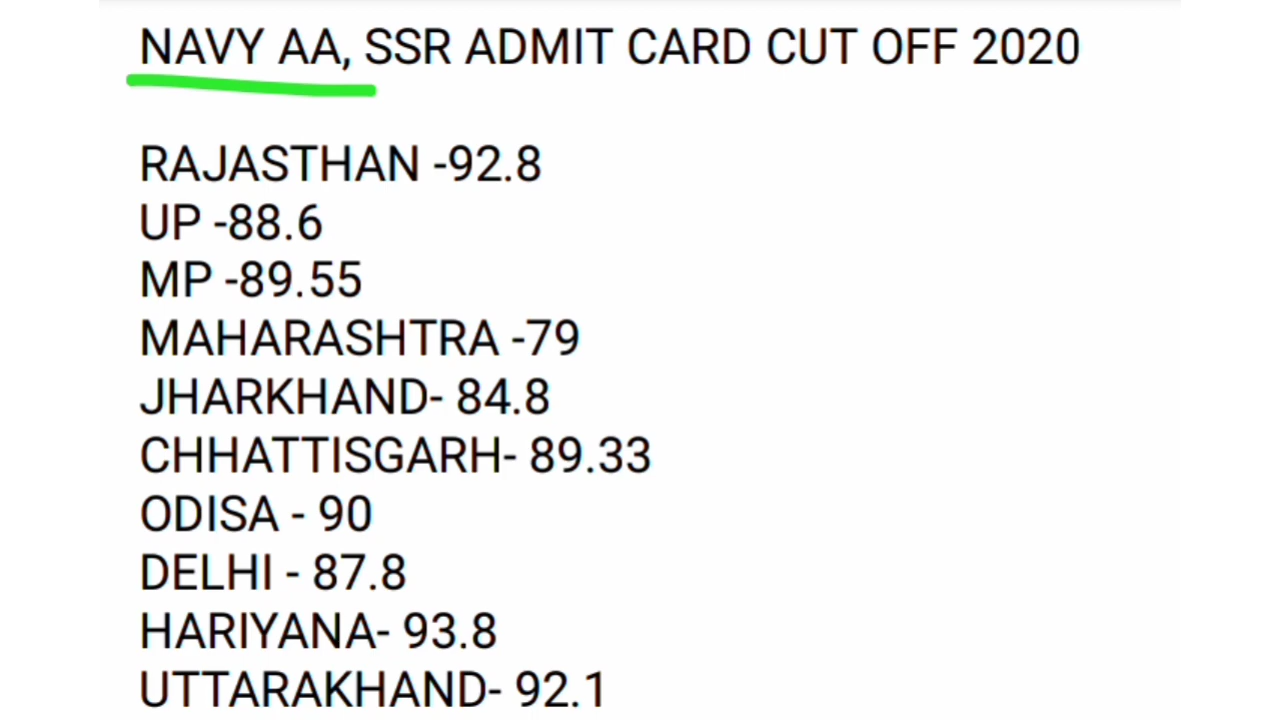 NAVY AA, SSR ADMIT CARD CUT OFF 2020
RAJASTHAN -92.8
UP -88.6
MP -89.55
MAHARASHTRA -79
JHARKHAND- 84.8
CHHATTISGARH- 89.33
ODISA - 90
DELHI - 87.8
HARIYANA- 93.8
UTTARAKHAND- 92.1